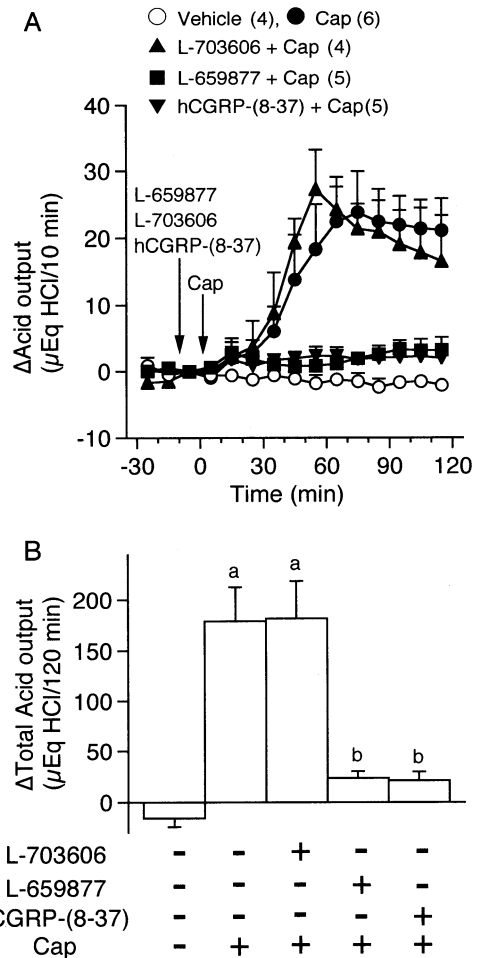 A
Vehicle (4), Cap (6)
L-703606 + Cap (4)
L-659877 + Cap (5)
hCGRP-(8-37) + Cap(5)
ΔAcid output
(μEq HCl/10 min)
40
30
20
10
0
-10
L-659877
L-703606
hCGRP-(8-37)
Cap
-30 0 30 60 90 120
Time (min)
B
ΔTotal Acid output
(μEq HCl/120 min)
200
150
100
50
0
a a b b
L-703606 - - + - -
L-659877 - - - + -
CGRP-(8-37) - - - - +
Cap - + + + +